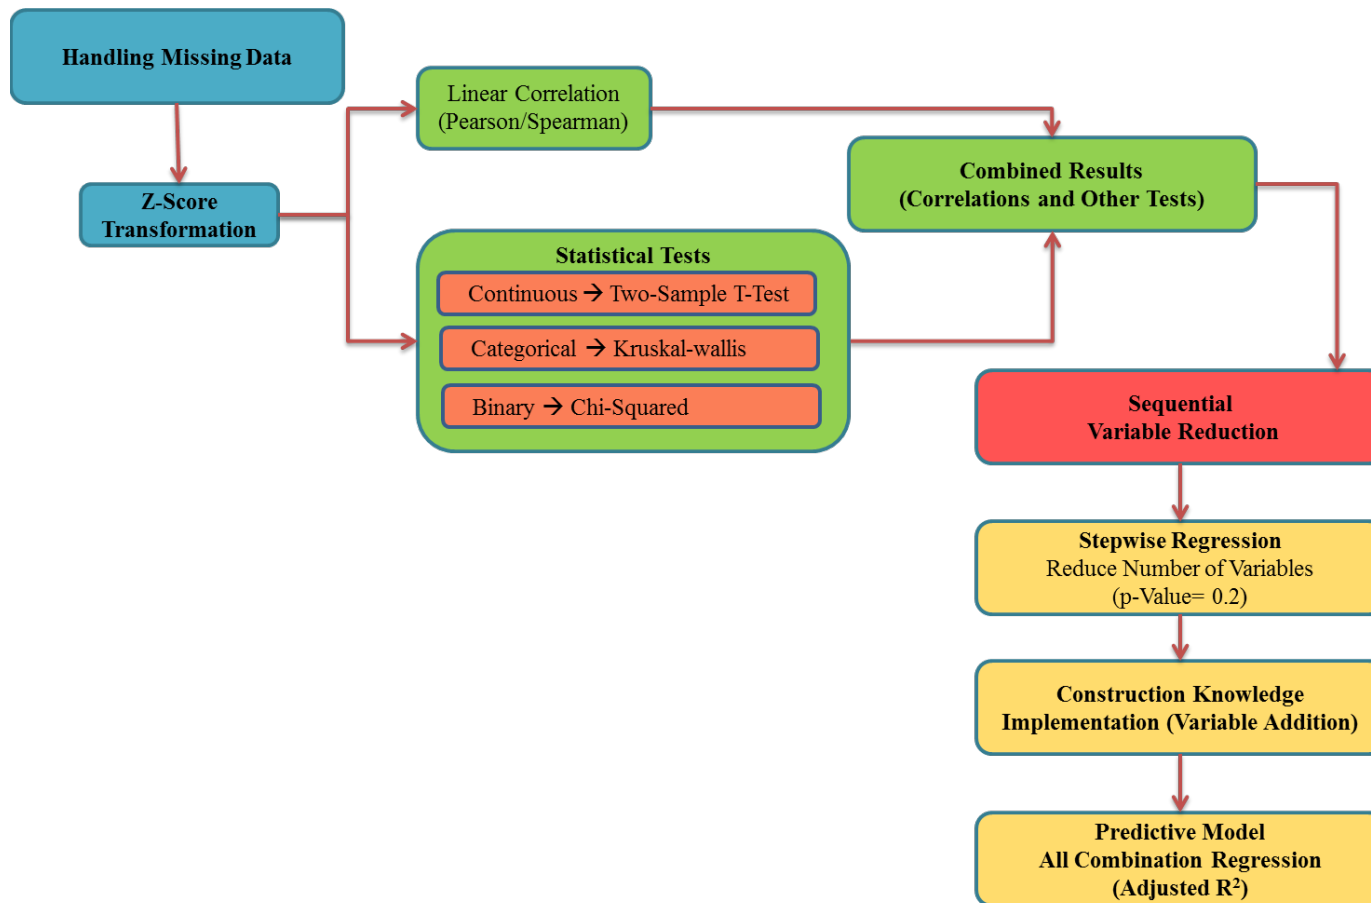 Handling Missing Data
Z-Score
Transformation
Linear Correlation
(Pearson/Spearman)
Statistical Tests
Continuous → Two-Sample T-Test
Categorical → Kruskal-wallis
Binary → Chi-Squared
Combined Results
(Correlations and Other Tests)
Sequential
Variable Reduction
Stepwise Regression
Reduce Number of Variables
(p-Value= 0.2)
Construction Knowledge
Implementation (Variable Addition)
Predictive Model
All Combination Regression
(Adjusted R²)